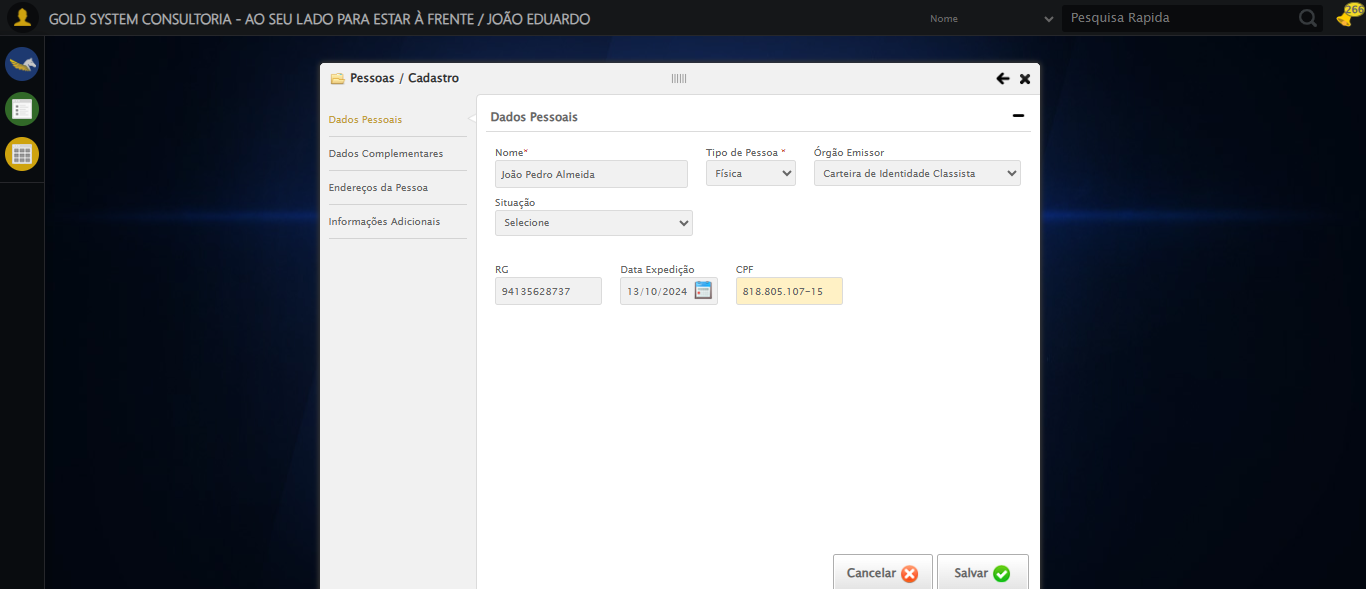 GOLD SYSTEM CONSULTORIA - AO SEU LADO PARA ESTAR À FRENTE / JOÃO EDUARDO
Nome
Pesquisa Rapida
266
Pessoas / Cadastro
Dados Pessoais
Dados Complementares
Endereços da Pessoa
Informações Adicionais
Dados Pessoais
Nome*
Tipo de Pessoa *
Órgão Emissor
João Pedro Almeida
Física
Carteira de Identidade Classista
Situação
Selecione
RG
Data Expedição
CPF
94135628737
13/10/2024
818.805.107-15
Cancelar
Salvar